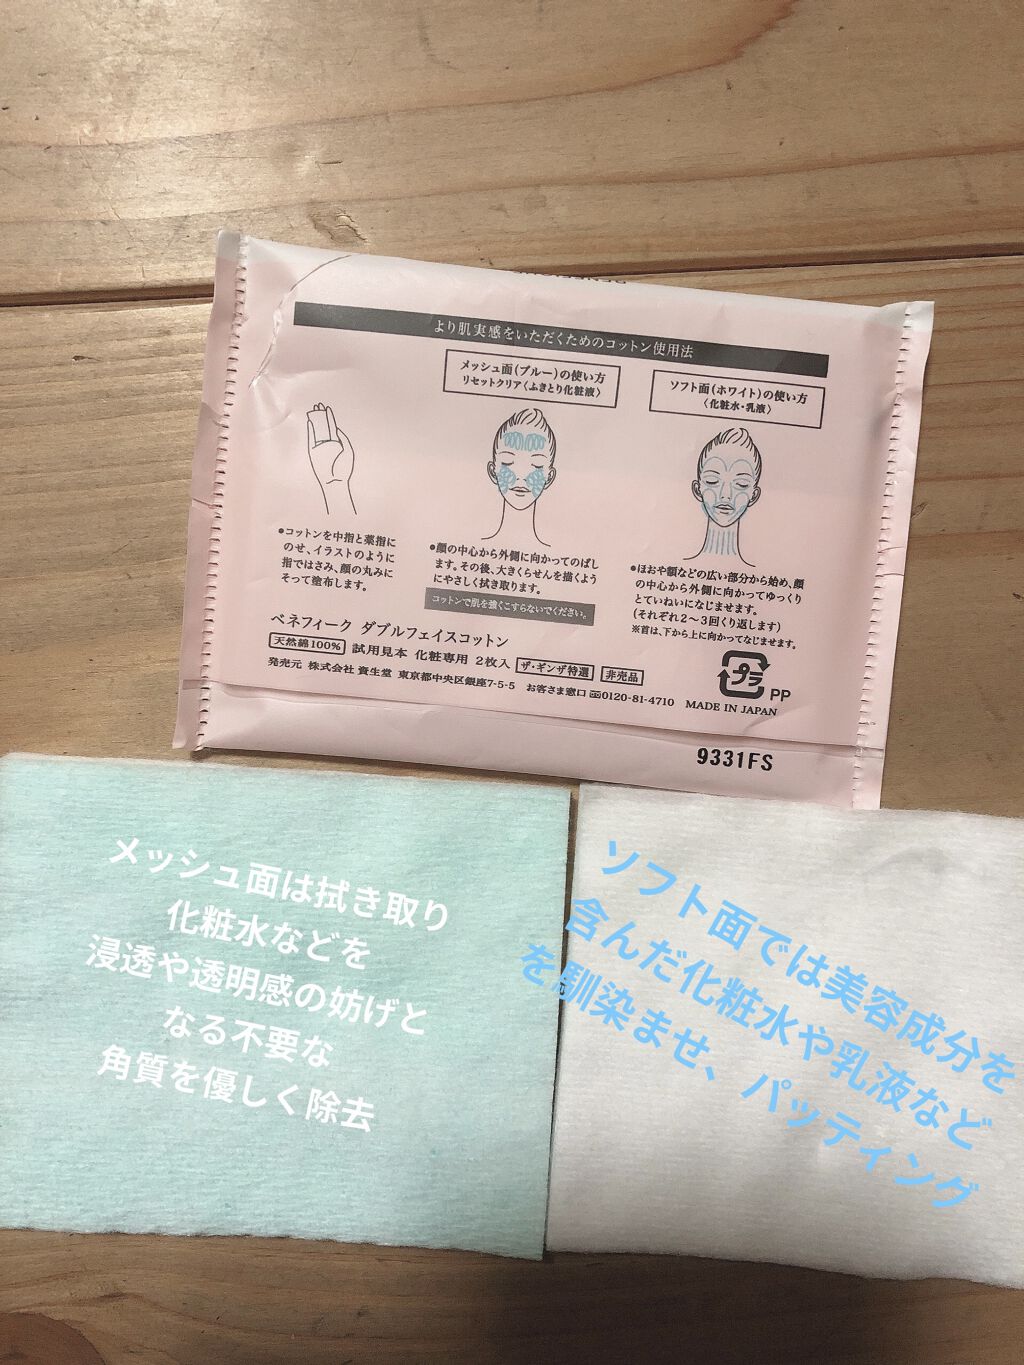 より肌実感をいただくためのコットン使用法
メッシュ面(ブルー)の使い方
リセットクリア〈ふきとり化粧液〉
ソフト面(ホワイト)の使い方
〈化粧水・乳液〉
●コットンを中指と薬指に
のせ、イラストのように
指ではさみ、顔の丸みに
そって塗布します。
●顔の中心から外側に向かってのばし
ます。その後、大きくらせんを描くよう
にやさしく拭き取ります。
コットンで肌を強くこすらないでください。
●ほおや額などの広い部分から始め、顔
の中心から外側に向かってゆっくり
とていねいになじませます。
(それぞれ2〜3回くり返します)
※首は、下から上に向かってなじませます。
ベネフィーク ダブルフェイスコットン
天然綿100% 試用見本 化粧専用 2枚入 ザ・ギンザ特選 非売品
発売元 株式会社 資生堂 東京都中央区銀座7-5-5 お客さま窓口 0120-81-4710
プラ
PP
MADE IN JAPAN
9331FS
メッシュ面は拭き取り
化粧水などを
浸透や透明感の妨げと
なる不要な
角質を優しく除去
ソフト面では美容成分を
含んだ化粧水や乳液など
を馴染ませ、パッティング